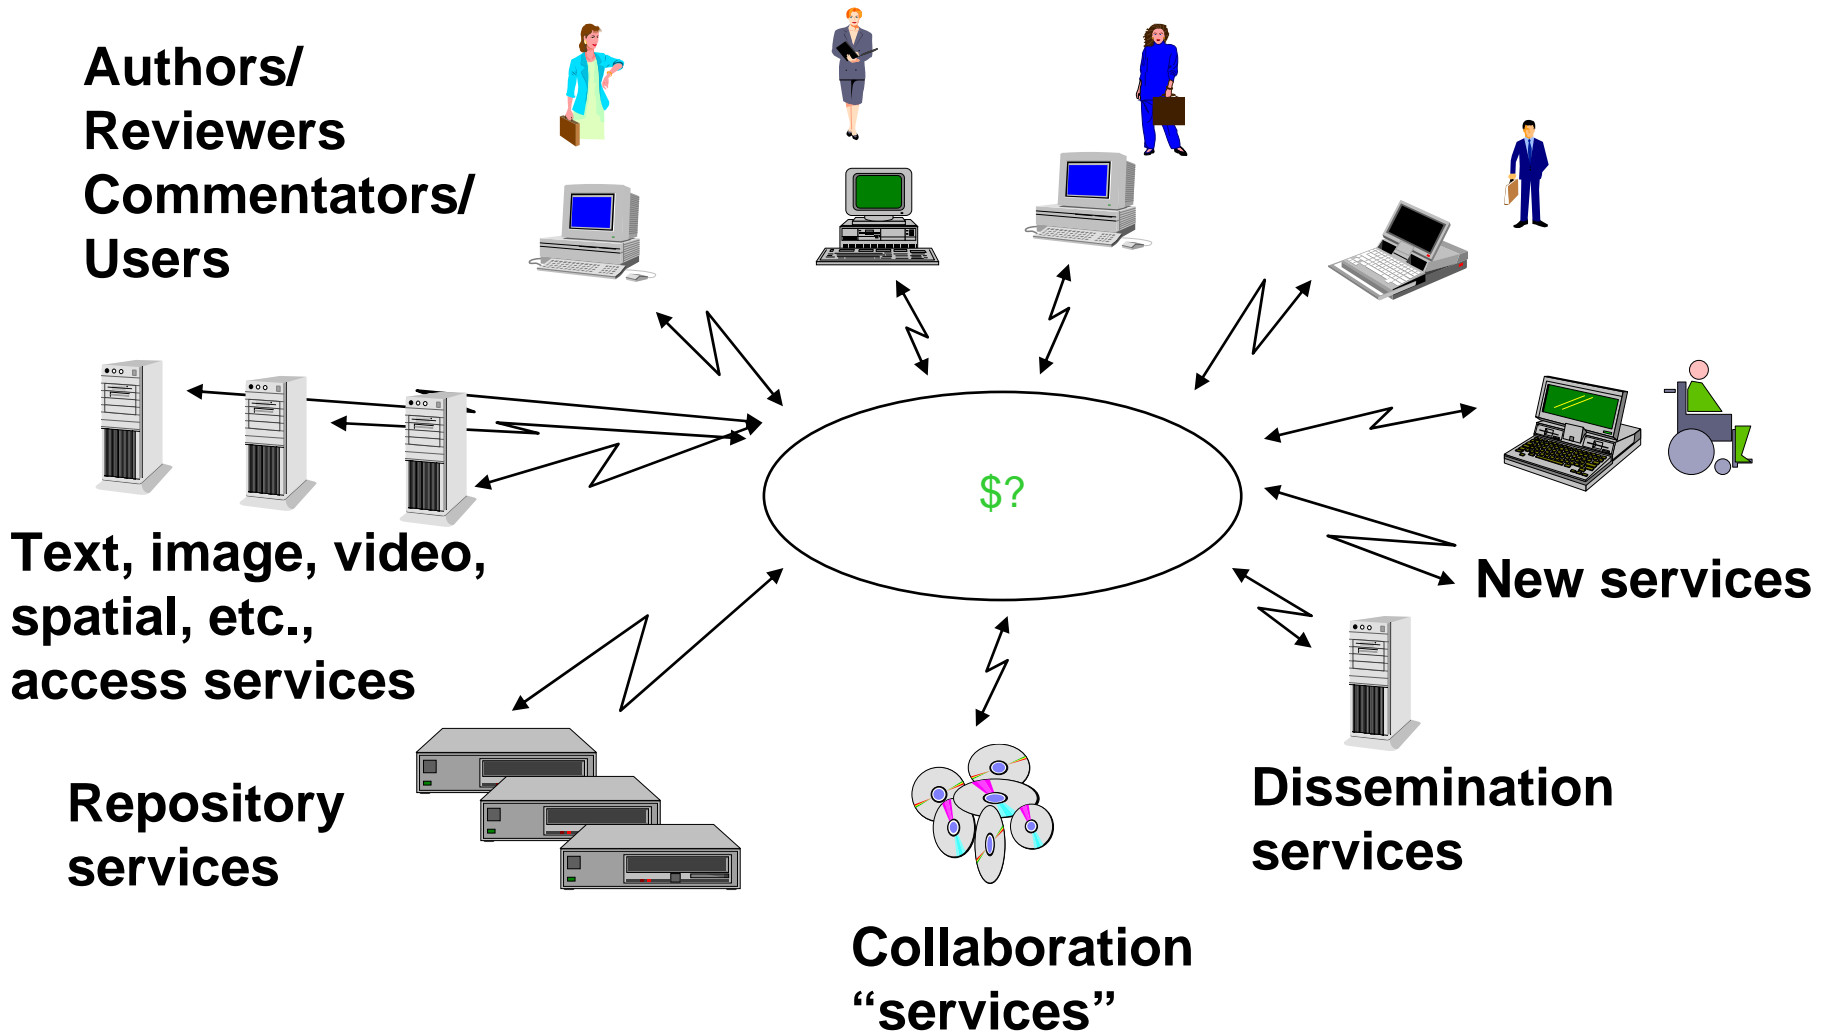 Authors/
Reviewers
Commentators/
Users
$?
Text, image, video,
spatial, etc.,
access services
New services
Repository
services
Dissemination
services
Collaboration
“services”